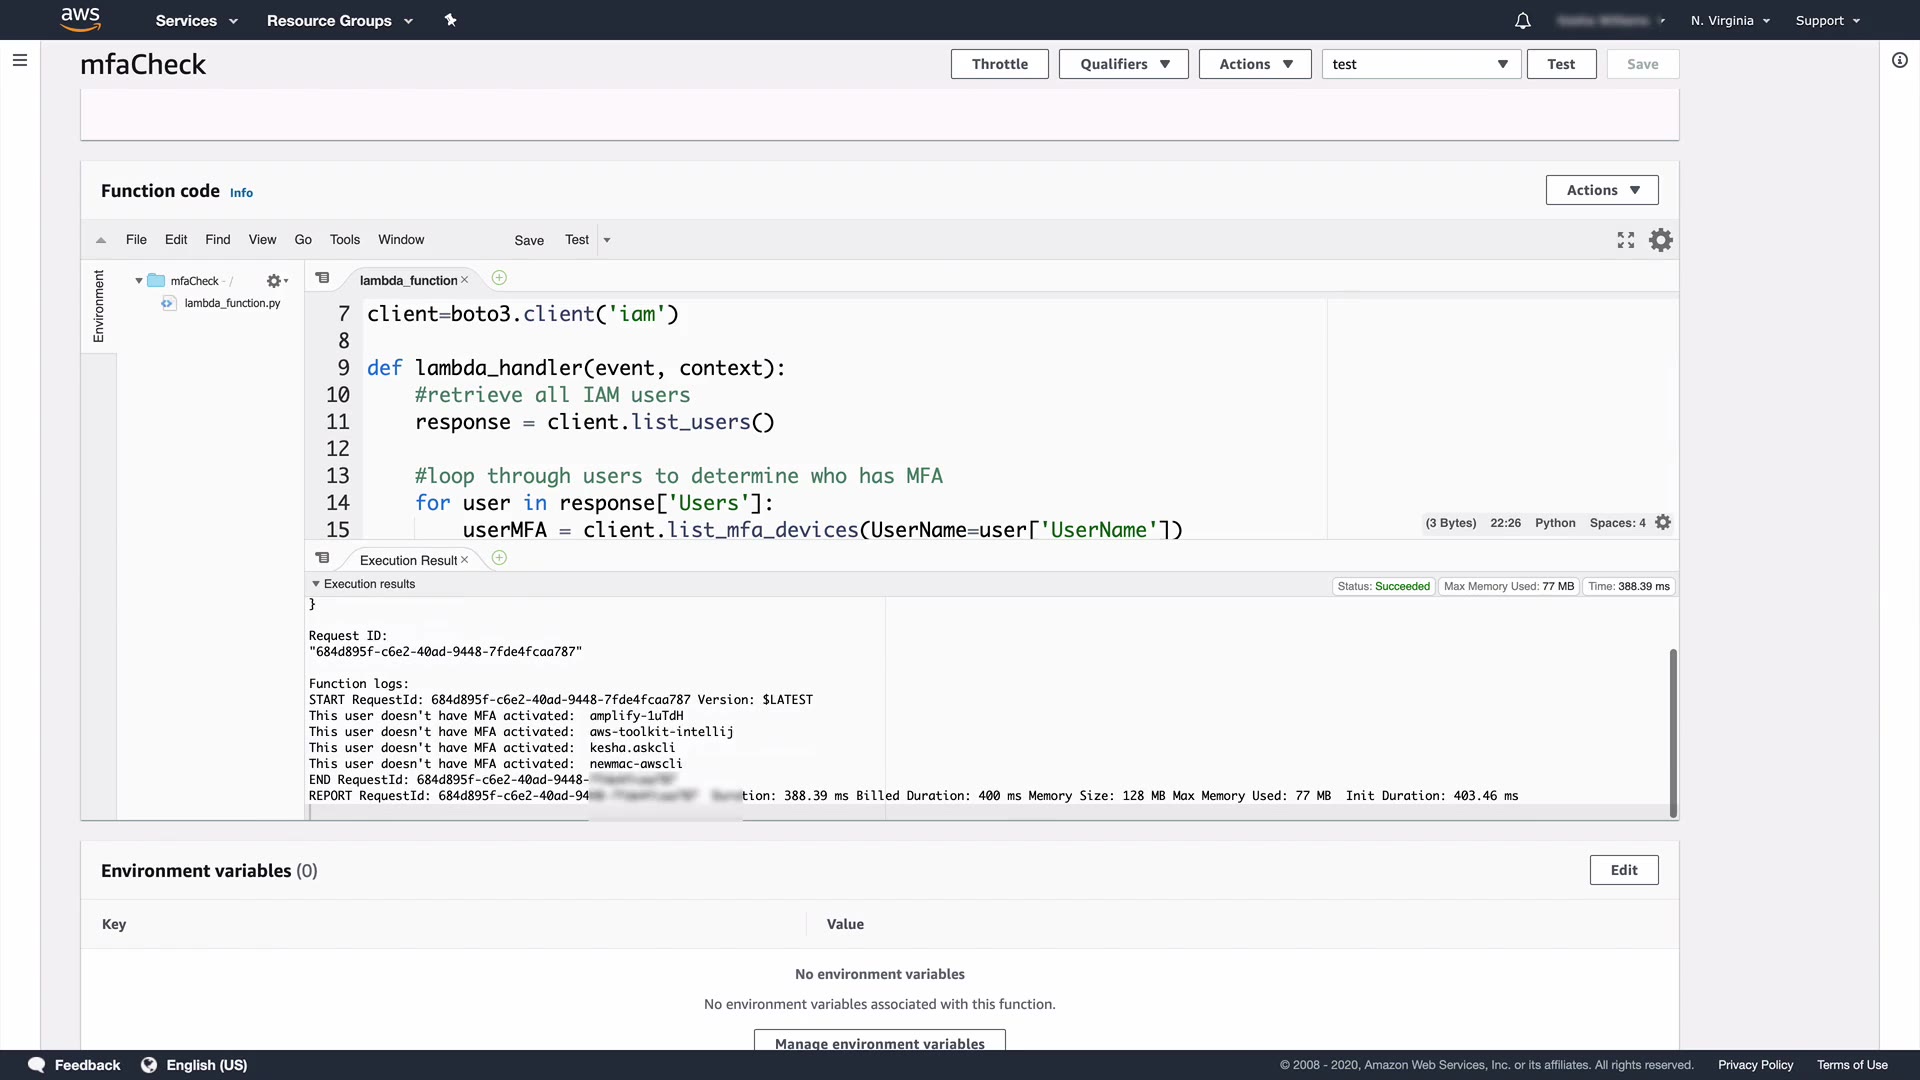 aws Services Resource Groups N. Virginia Support
mfaCheck Throttle Qualifiers Actions test Test Save
Function code Info Actions
File Edit Find View Go Tools Window Save Test
Environment
mfaCheck - /
lambda_function.py
lambda_function
7 client=boto3.client('iam')
8
9 def lambda_handler(event, context):
10 #retrieve all IAM users
11 response = client.list_users()
12
13 #loop through users to determine who has MFA
14 for user in response['Users']:
15 userMFA = client.list_mfa_devices(UserName=user['UserName'])
(3 Bytes) 22:26 Python Spaces: 4
Execution Result
Execution results Status: Succeeded Max Memory Used: 77 MB Time: 388.39 ms
}
Request ID:
"684d895f-c6e2-40ad-9448-7fde4fcaa787"
Function logs:
START RequestId: 684d895f-c6e2-40ad-9448-7fde4fcaa787 Version: $LATEST
This user doesn't have MFA activated: amplify-1uTdH
This user doesn't have MFA activated: aws-toolkit-intellij
This user doesn't have MFA activated: kesha.askcli
This user doesn't have MFA activated: newmac-awscli
END RequestId: 684d895f-c6e2-40ad-9448-
REPORT RequestId: 684d895f-c6e2-40ad-94 tion: 388.39 ms Billed Duration: 400 ms Memory Size: 128 MB Max Memory Used: 77 MB Init Duration: 403.46 ms
Environment variables (0) Edit
Key Value
No environment variables
No environment variables associated with this function.
Manage environment variables
Feedback English (US) © 2008 - 2020, Amazon Web Services, Inc. or its affiliates. All rights reserved. Privacy Policy Terms of Use